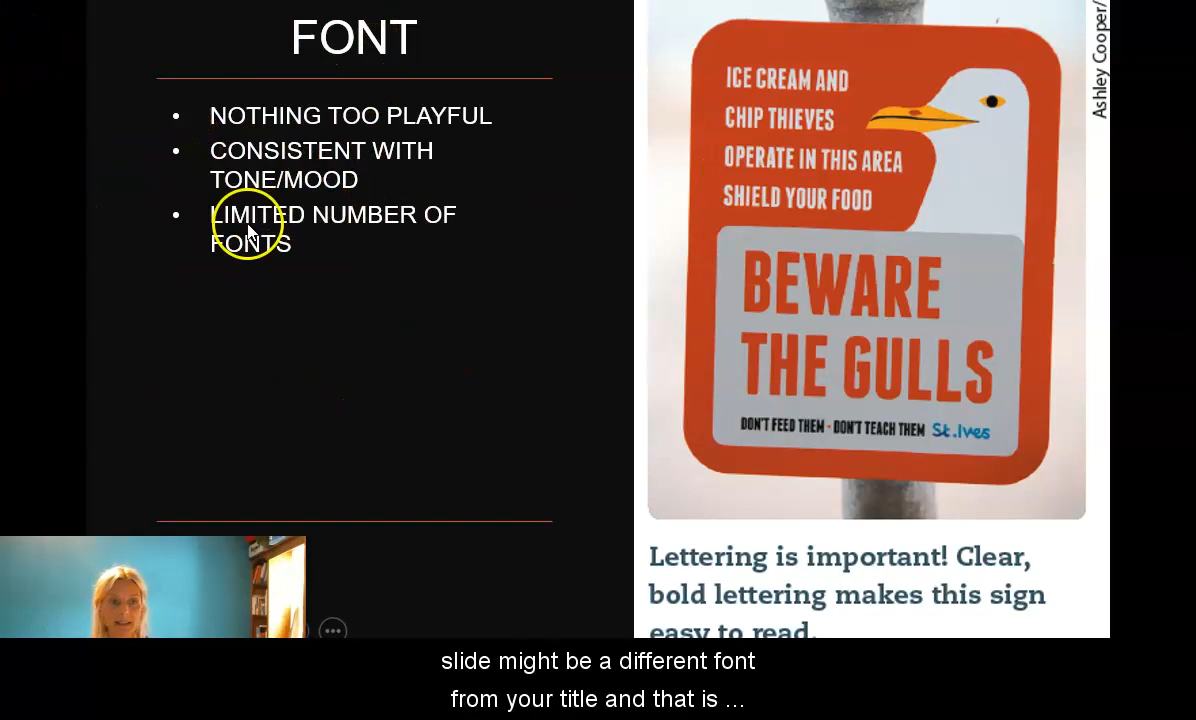 FONT
• NOTHING TOO PLAYFUL
• CONSISTENT WITH
TONE/MOOD
• LIMITED NUMBER OF
FONTS
Ashley Cooper/
ICE CREAM AND
CHIP THIEVES
OPERATE IN THIS AREA
SHIELD YOUR FOOD
BEWARE
THE GULLS
DON'T FEED THEM - DON'T TEACH THEM St.Ives
Lettering is important! Clear,
bold lettering makes this sign
easy to read.
slide might be a different font
from your title and that is ...